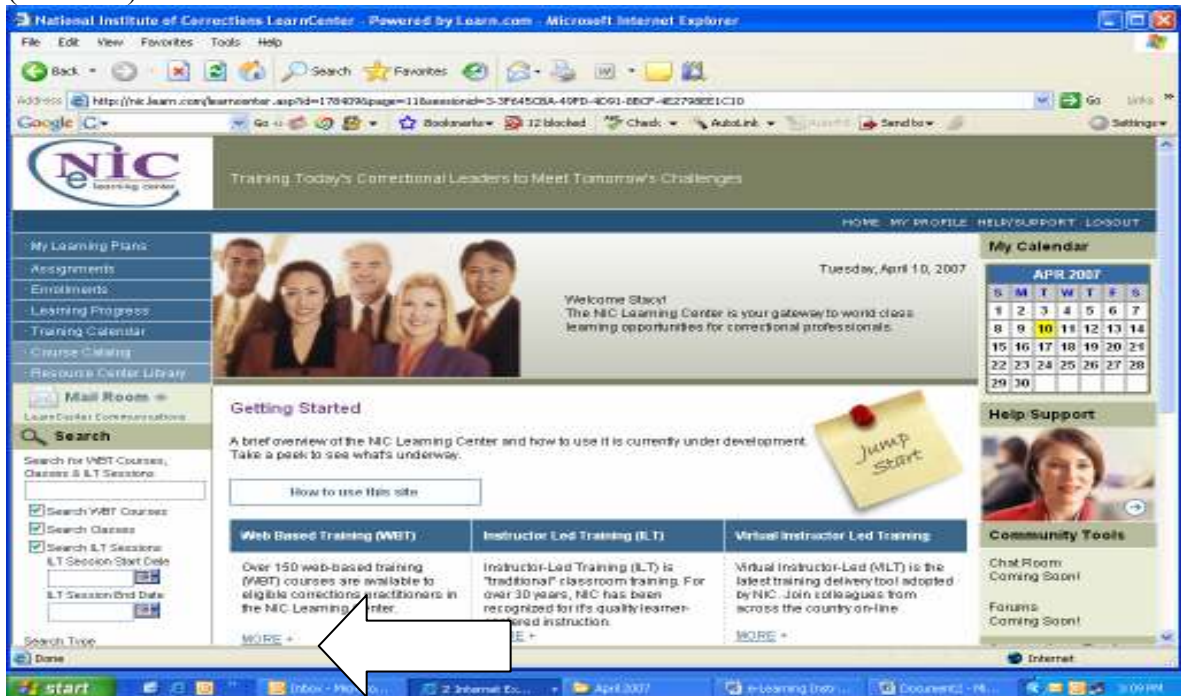 National Institute of Corrections LearnCenter - Powered by Learn.com - Microsoft Internet Explorer
File Edit View Favorites Tools Help
Back Search Favorites
Address Go Links
Google Go Bookmarks 12 blocked Check AutoLink Send to Settings
NIC
e learning center
Training Today's Correctional Leaders to Meet Tomorrow's Challenges
HOME MY PROFILE HELP/SUPPORT LOGOUT
My Learning Plans
Assignments
Enrollments
Learning Progress
Training Calendar
Course Catalog
Resource Center Library
Mail Room
LearnCenter Communications
Search
Search for WBT Courses,
Classes & ILT Sessions
Search WBT Courses
Search Classes
Search ILT Sessions
ILT Session Start Date
ILT Session End Date
Search Type
Tuesday, April 10, 2007
Welcome Stacy!
The NIC Learning Center is your gateway to world class
learning opportunities for correctional professionals.
Getting Started
A brief overview of the NIC Learning Center and how to use it is currently under development.
Take a peek to see what's underway.
How to use this site
Jump
Start
Web Based Training (WBT)
Over 150 web-based training
(WBT) courses are available to
eligible corrections practitioners in
the NIC Learning
MORE +
Instructor Led Training (ILT)
Instructor-Led Training (ILT) is
"traditional" classroom training. For
over 30 years, NIC has been
recognized for it's quality learner-
instruction.
Virtual Instructor Led Training
Virtual Instructor-Led (VILT) is the
latest training delivery tool adopted
by NIC. Join colleagues from
across the country on-line
MORE +
My Calendar
APR 2007
S M T W T F S
1 2 3 4 5 6 7
8 9 10 11 12 13 14
15 16 17 18 19 20 21
22 23 24 25 26 27 28
29 30
Help/Support
Community Tools
Chat Room
Coming Soon!
Forums
Coming Soon!
Done Internet
start Inbox - 2 Internet Ex... April 2007 3:09 PM